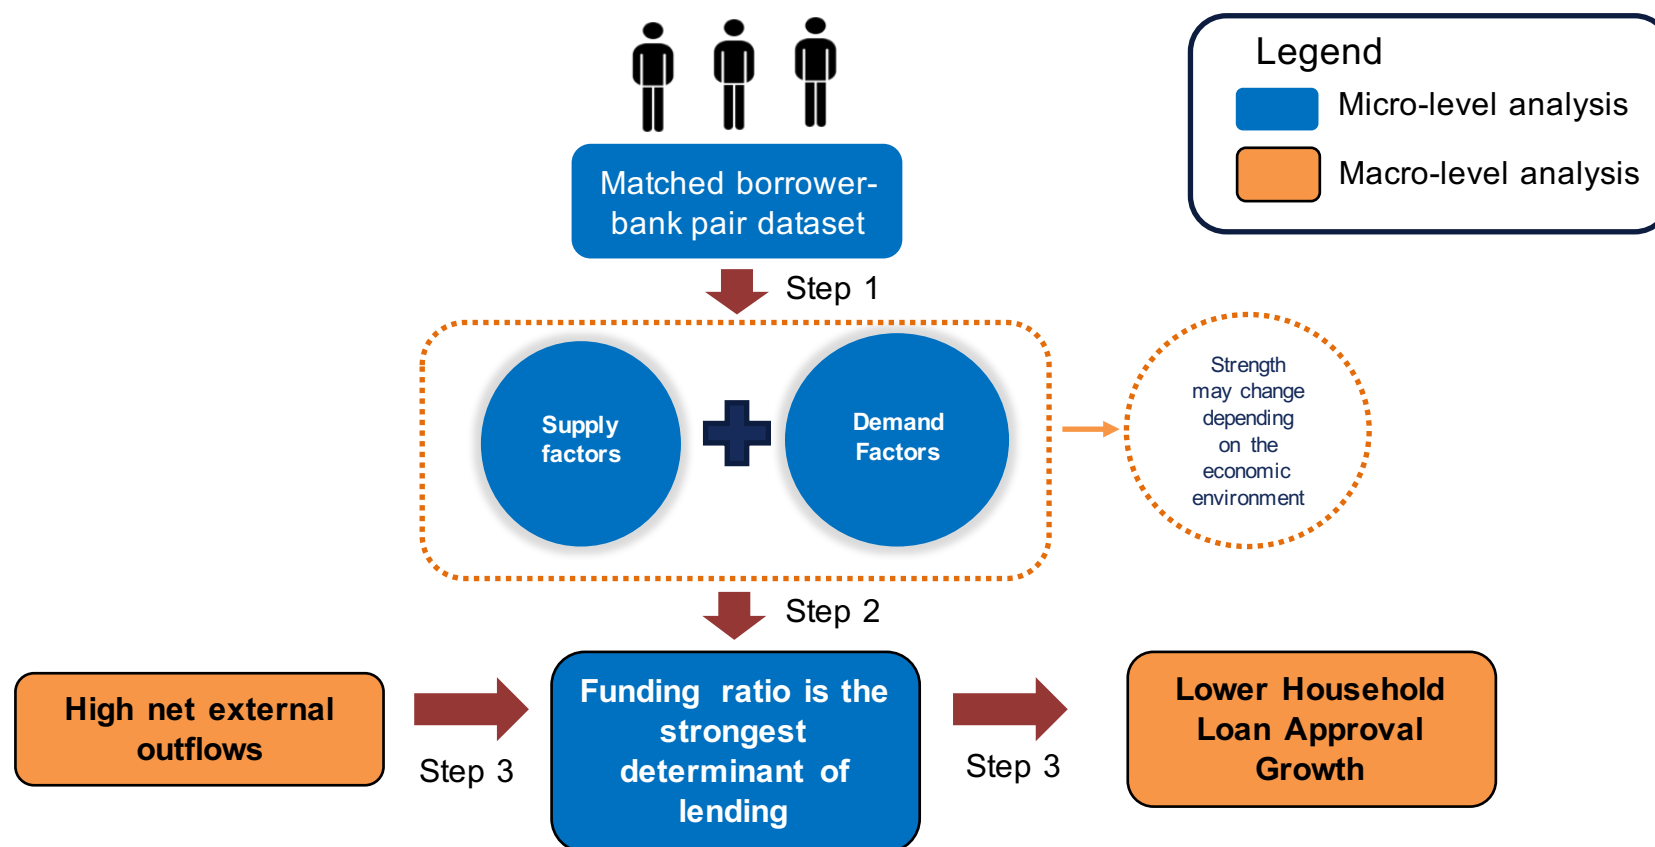 Legend
Micro-level analysis
Macro-level analysis
Matched borrower-
bank pair dataset
Step 1
Supply
factors
Demand
Factors
Strength
may change
depending
on the
economic
environment
Step 2
High net external
outflows
Step 3
Funding ratio is the
strongest
determinant of
lending
Step 3
Lower Household
Loan Approval
Growth